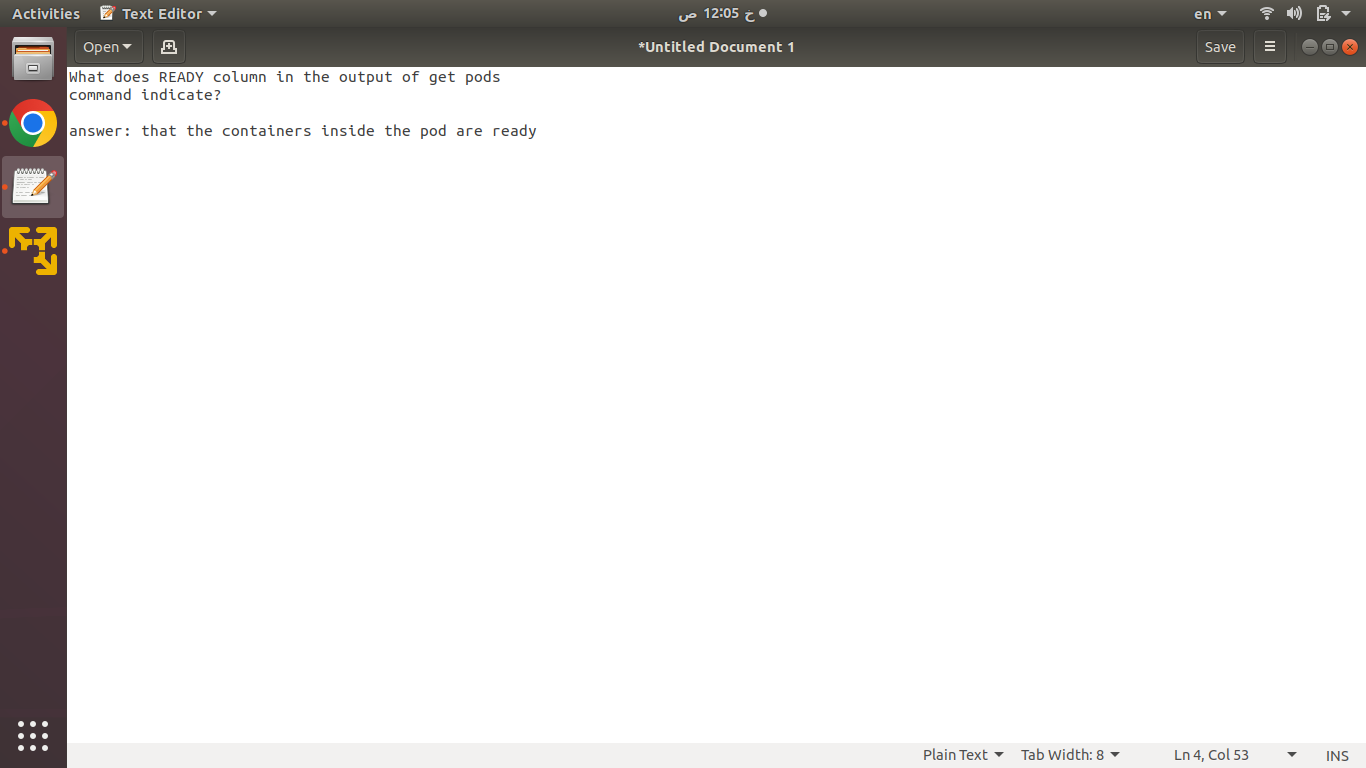 Activities Text Editor خ 12:05 ص en
Open *Untitled Document 1 Save
What does READY column in the output of get pods
command indicate?
answer: that the containers inside the pod are ready
Plain Text Tab Width: 8 Ln 4, Col 53 INS